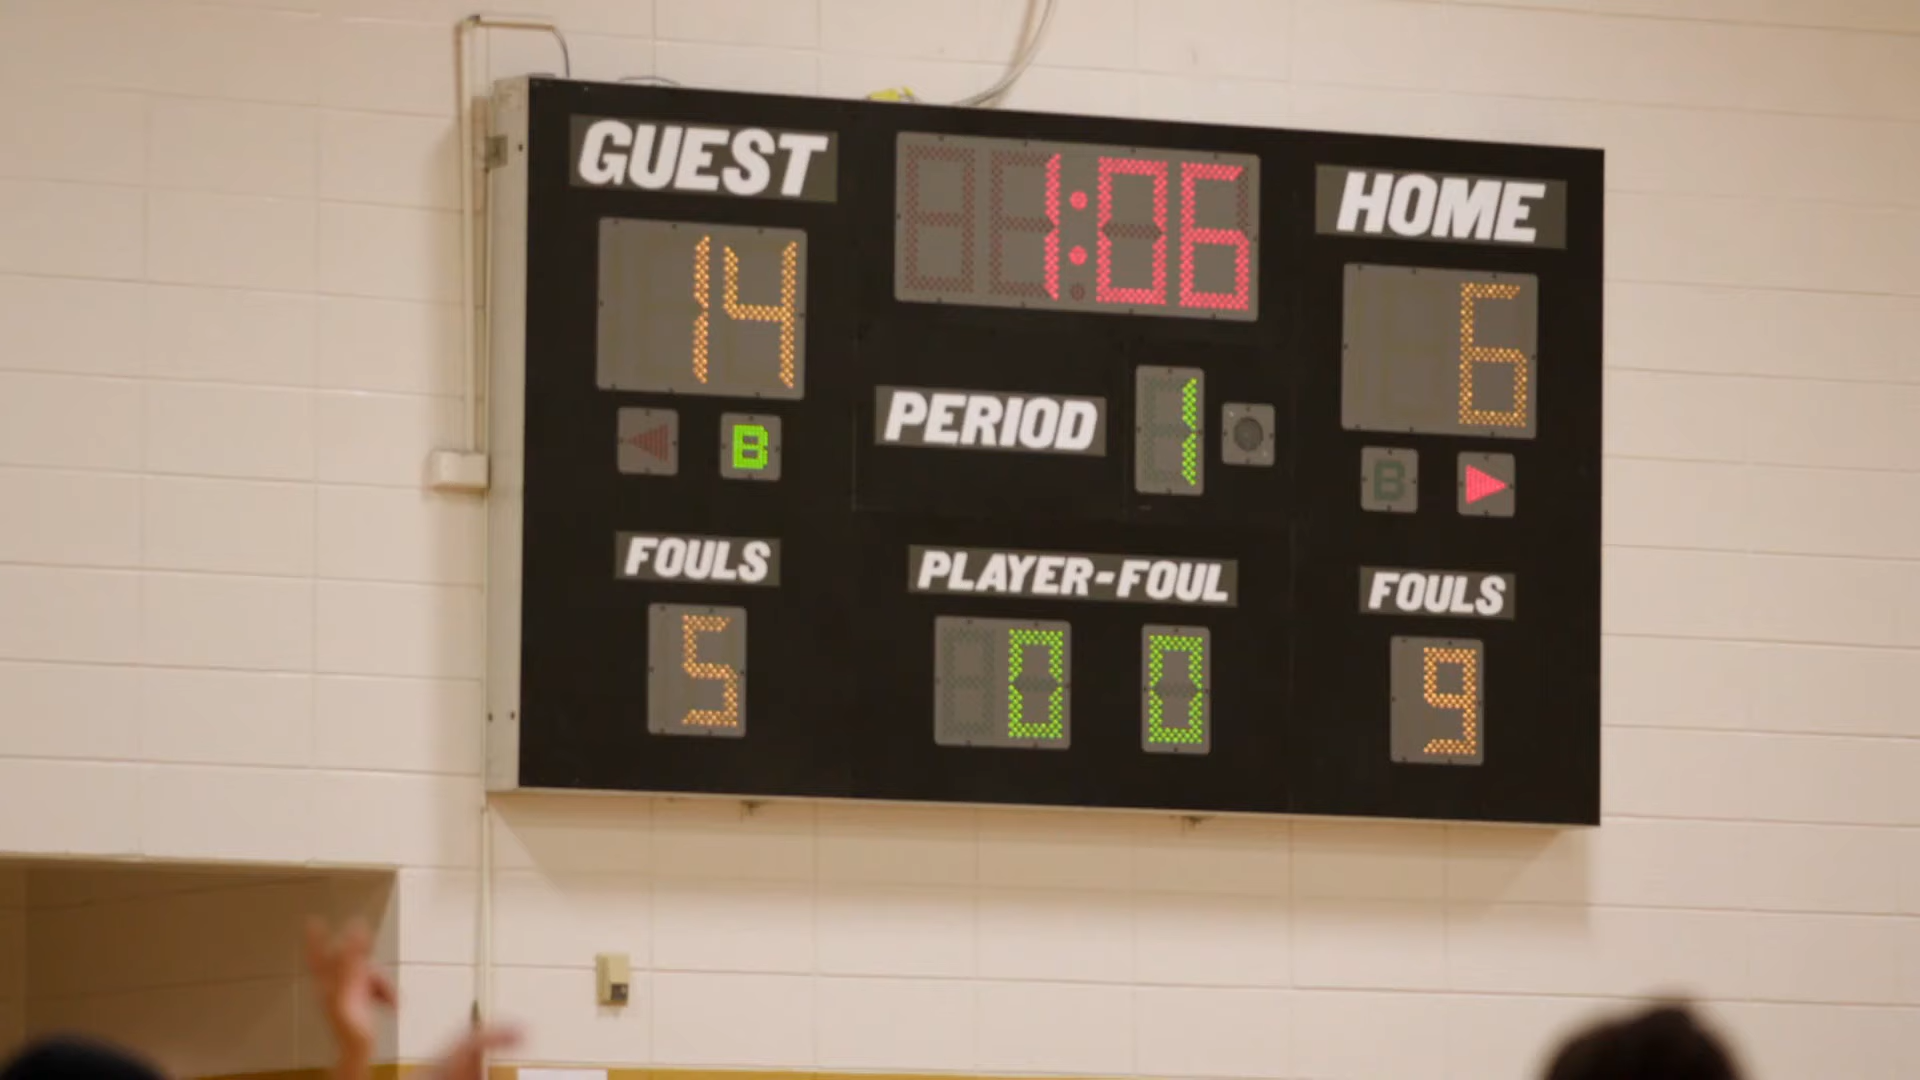 GUEST 1:06 HOME
14 6
B PERIOD 1 B
FOULS PLAYER-FOUL FOULS
5 0 0 9